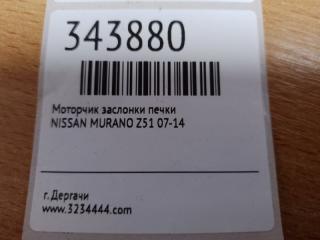 343880
Моторчик заслонки печки
NISSAN MURANO Z51 07-14
г. Дергачи
www.3234444.com